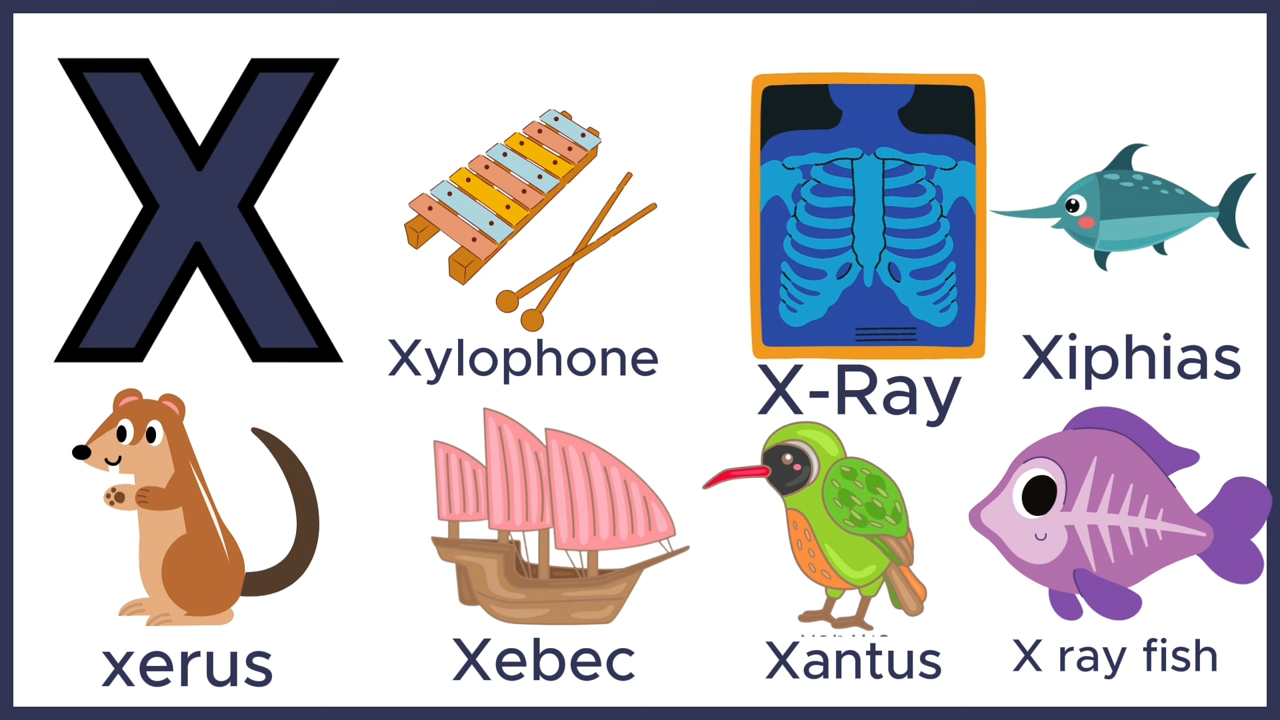 X
Xylophone
X-Ray
Xiphias
xerus
Xebec
Xantus
X ray fish